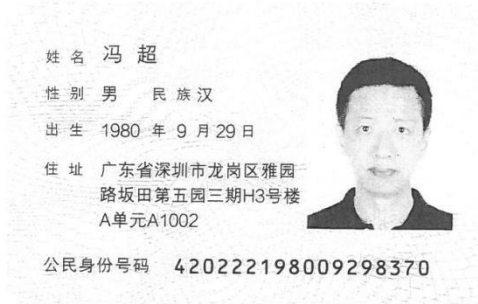 姓名 冯超
性别 男 民族 汉
出生 1980 年 9 月 29 日
住址 广东省深圳市龙岗区雅园
路坂田第五园三期H3号楼
A单元A1002
公民身份号码 420222198009298370